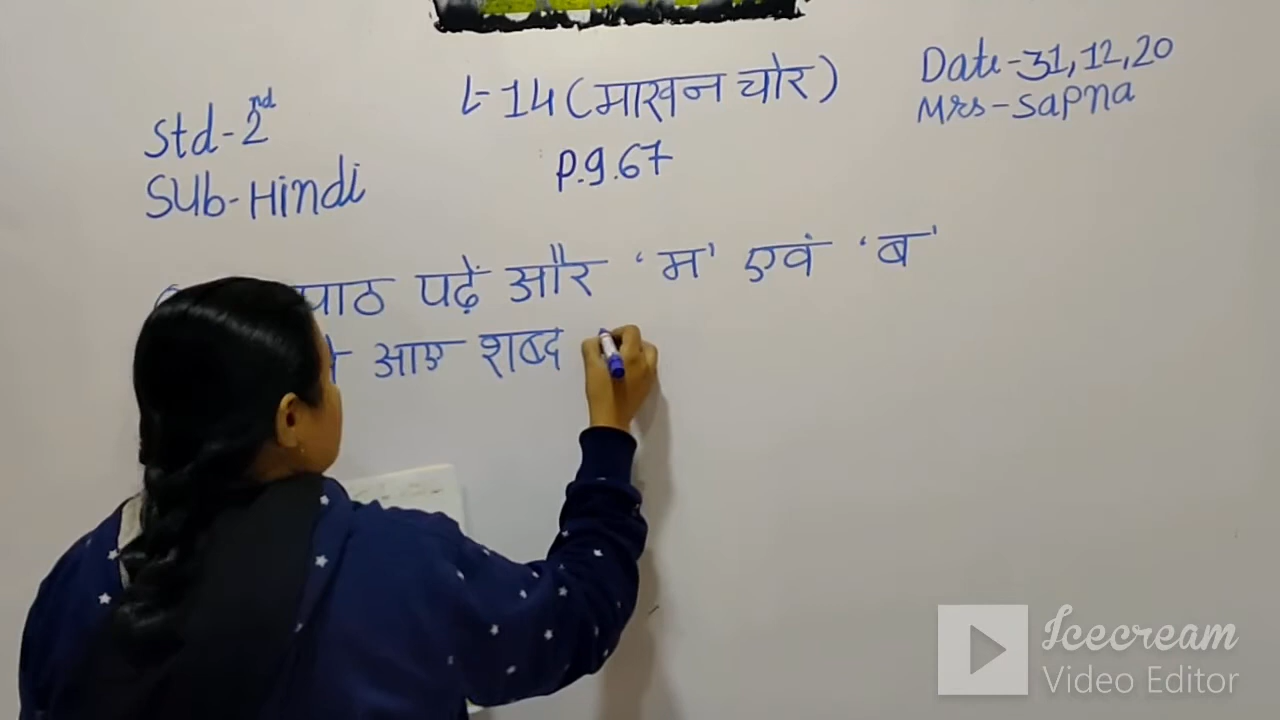 Std-2nd
Sub-Hindi
L-14 (माखन चोर)
P.9.67
Date-31,12,20
Mrs-Sapna
पाठ पढ़ें और 'म' एवं 'ब'
आए शब्द
Icecream
Video Editor